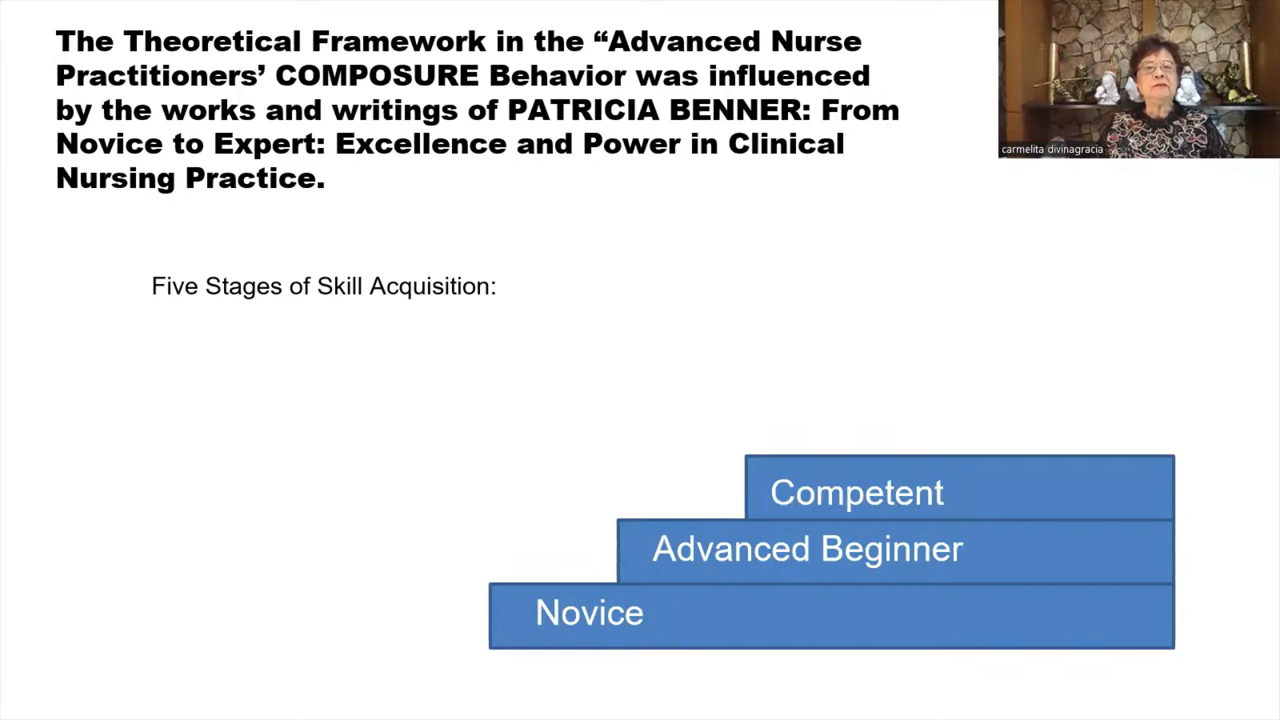 The Theoretical Framework in the “Advanced Nurse
Practitioners’ COMPOSURE Behavior was influenced
by the works and writings of PATRICIA BENNER: From
Novice to Expert: Excellence and Power in Clinical
Nursing Practice.
carmelita divinagracia
Five Stages of Skill Acquisition:
Competent
Advanced Beginner
Novice